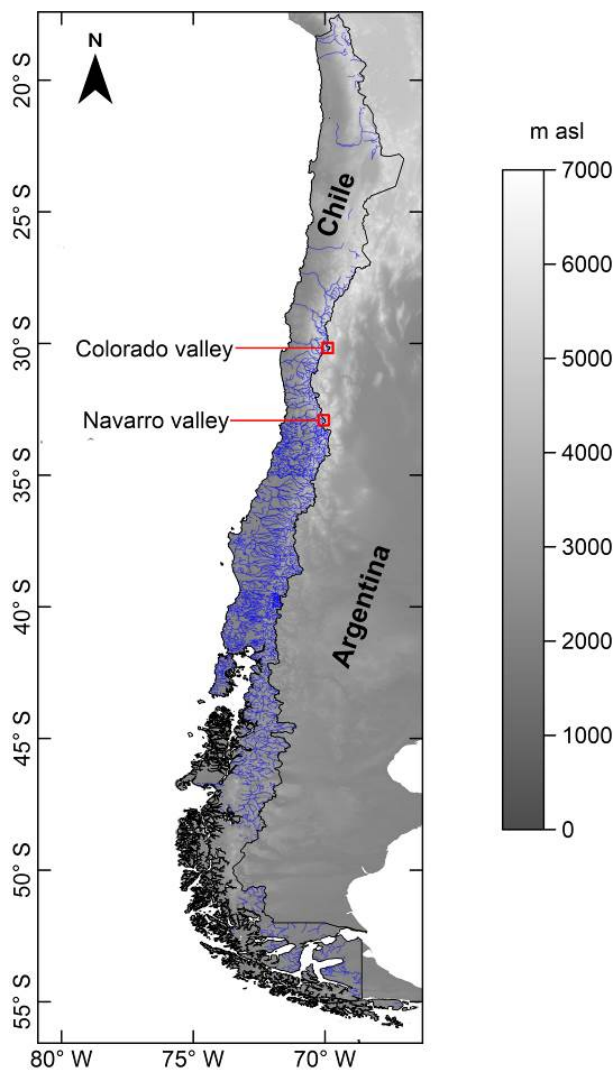 N
20° S
25° S
30° S
35° S
40° S
45° S
50° S
55° S
80° W
75° W
70° W
Chile
Argentina
Colorado valley
Navarro valley
m asl
7000
6000
5000
4000
3000
2000
1000
0